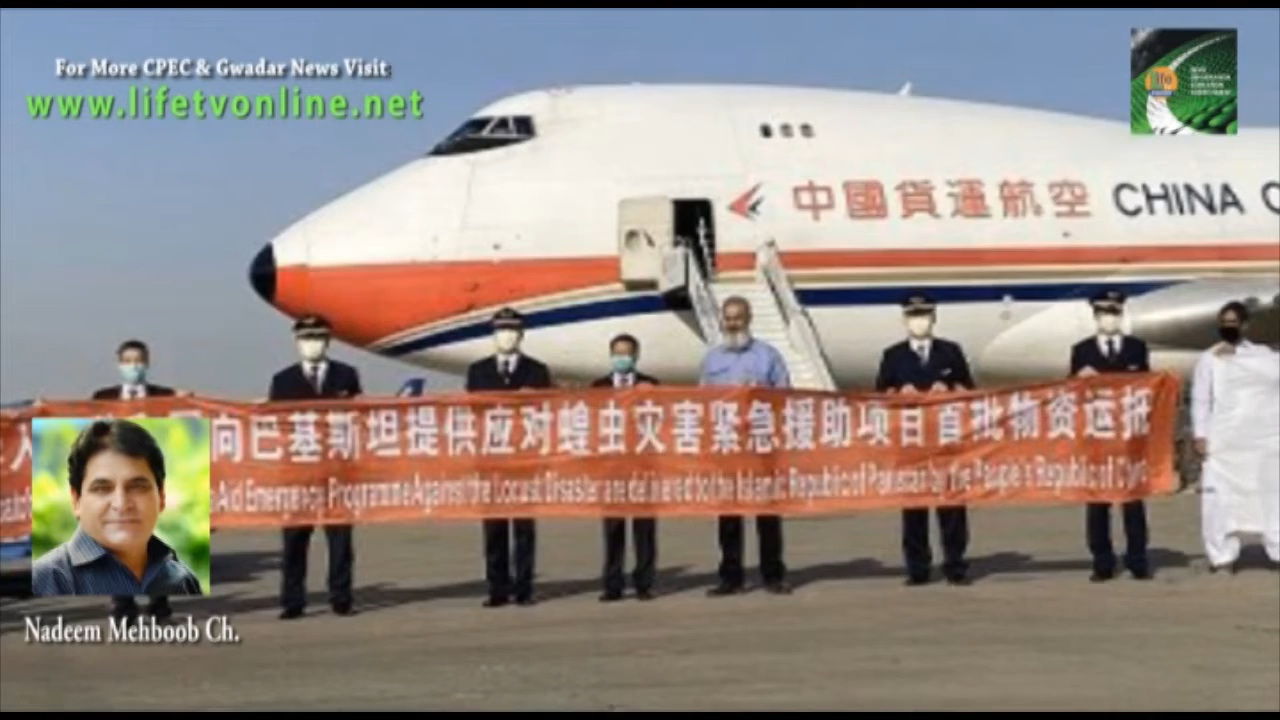 For More CPEC & Gwadar News Visit
www.lifetvonline.net
life
中國貨運航空 CHINA C
向巴基斯坦提供应对蝗虫灾害紧急援助项目首批物资运抵
Aid Emergency Programme Against the Locust Disaster are delivered to the Islamic Republic of Pakistan by the People's Republic of China
Nadeem Mehboob Ch.